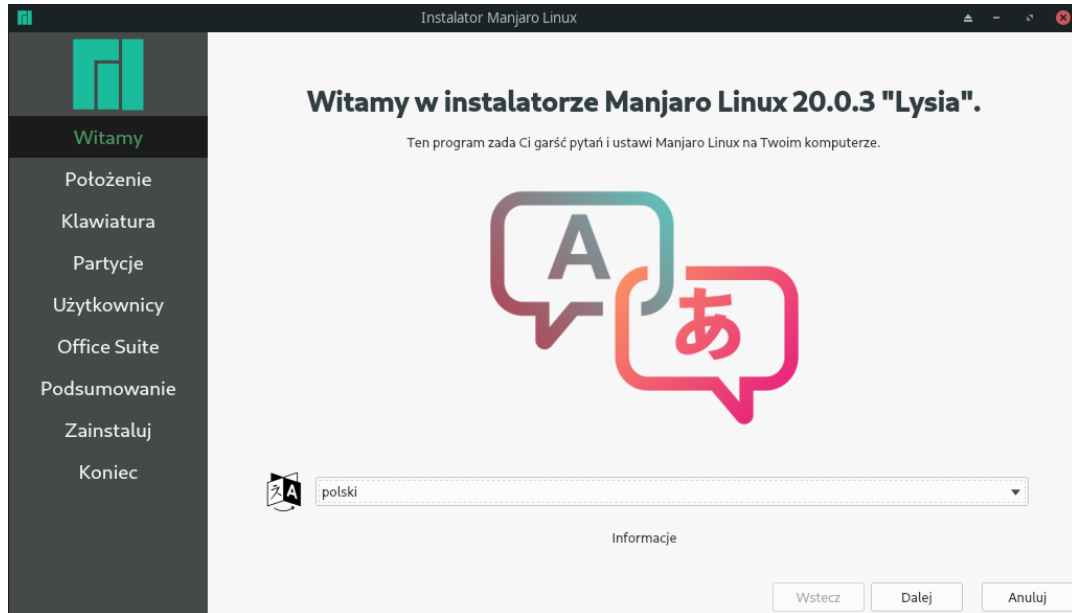 Instalator Manjaro Linux
Witamy
Położenie
Klawiatura
Partycje
Użytkownicy
Office Suite
Podsumowanie
Zainstaluj
Koniec
Witamy w instalatorze Manjaro Linux 20.0.3 "Lysia".
Ten program zada Ci garść pytań i ustawi Manjaro Linux na Twoim komputerze.
A
あ
polski
Informacje
Wstecz Dalej Anuluj